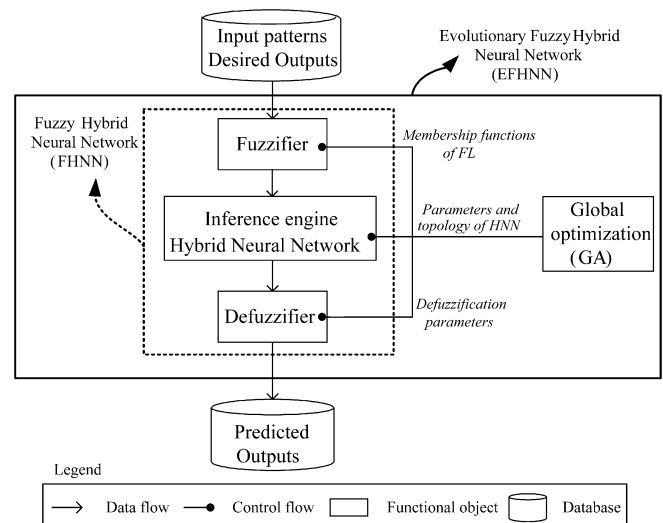 Input patterns
Desired Outputs
Evolutionary Fuzzy Hybrid
Neural Network
(EFHNN)
Fuzzy Hybrid
Neural Network
(FHNN)
Fuzzifier
Membership functions
of FL
Inference engine
Hybrid Neural Network
Parameters and
topology of HNN
Global
optimization
(GA)
Defuzzifier
Defuzzification
parameters
Predicted
Outputs
Legend
Data flow
Control flow
Functional object
Database